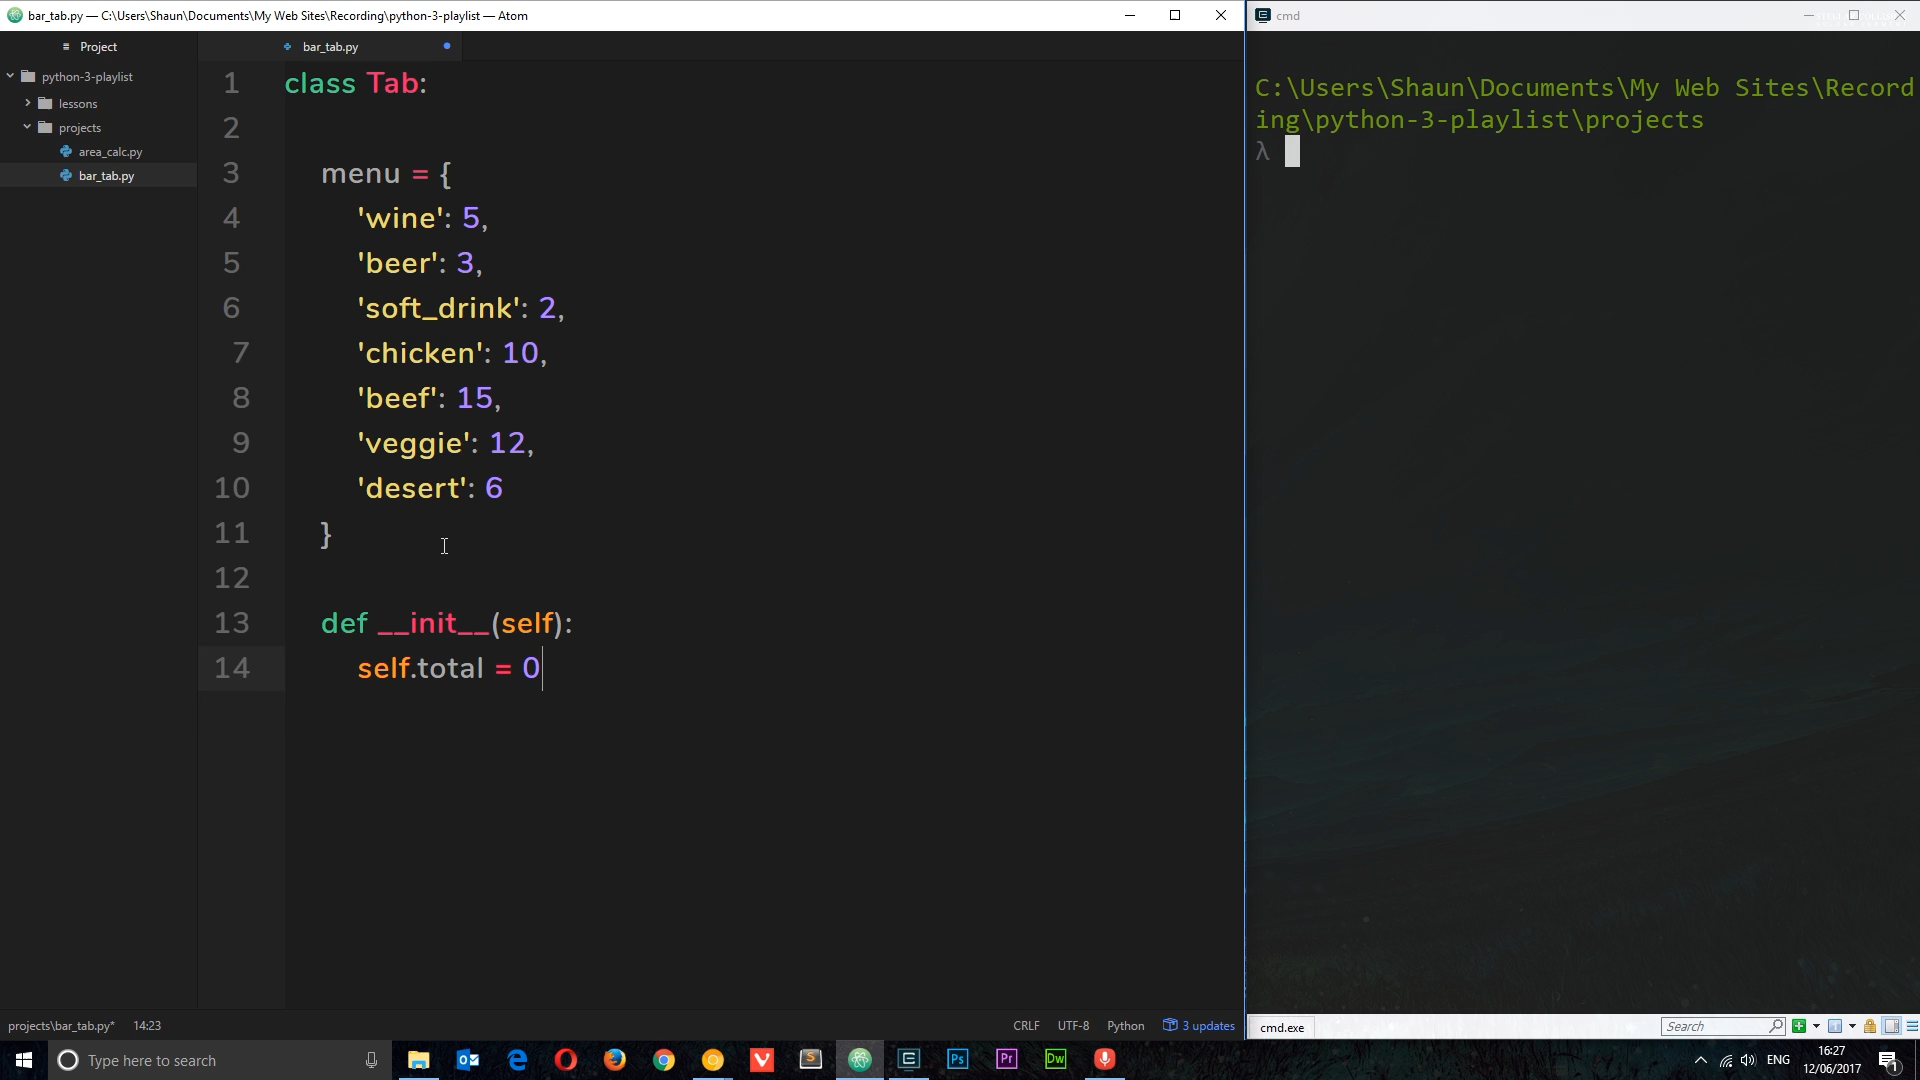 bar_tab.py — C:\Users\Shaun\Documents\My Web Sites\Recording\python-3-playlist — Atom
cmd
Project
bar_tab.py
python-3-playlist
lessons
projects
area_calc.py
bar_tab.py
1 class Tab:
2
3 menu = {
4 'wine': 5,
5 'beer': 3,
6 'soft_drink': 2,
7 'chicken': 10,
8 'beef': 15,
9 'veggie': 12,
10 'desert': 6
11 }
12
13 def __init__(self):
14 self.total = 0
C:\Users\Shaun\Documents\My Web Sites\Record
ing\python-3-playlist\projects
λ
projects\bar_tab.py* 14:23
CRLF UTF-8 Python 3 updates
cmd.exe
Search
Type here to search
Ps
Pr
Dw
ENG
16:27
12/06/2017
1